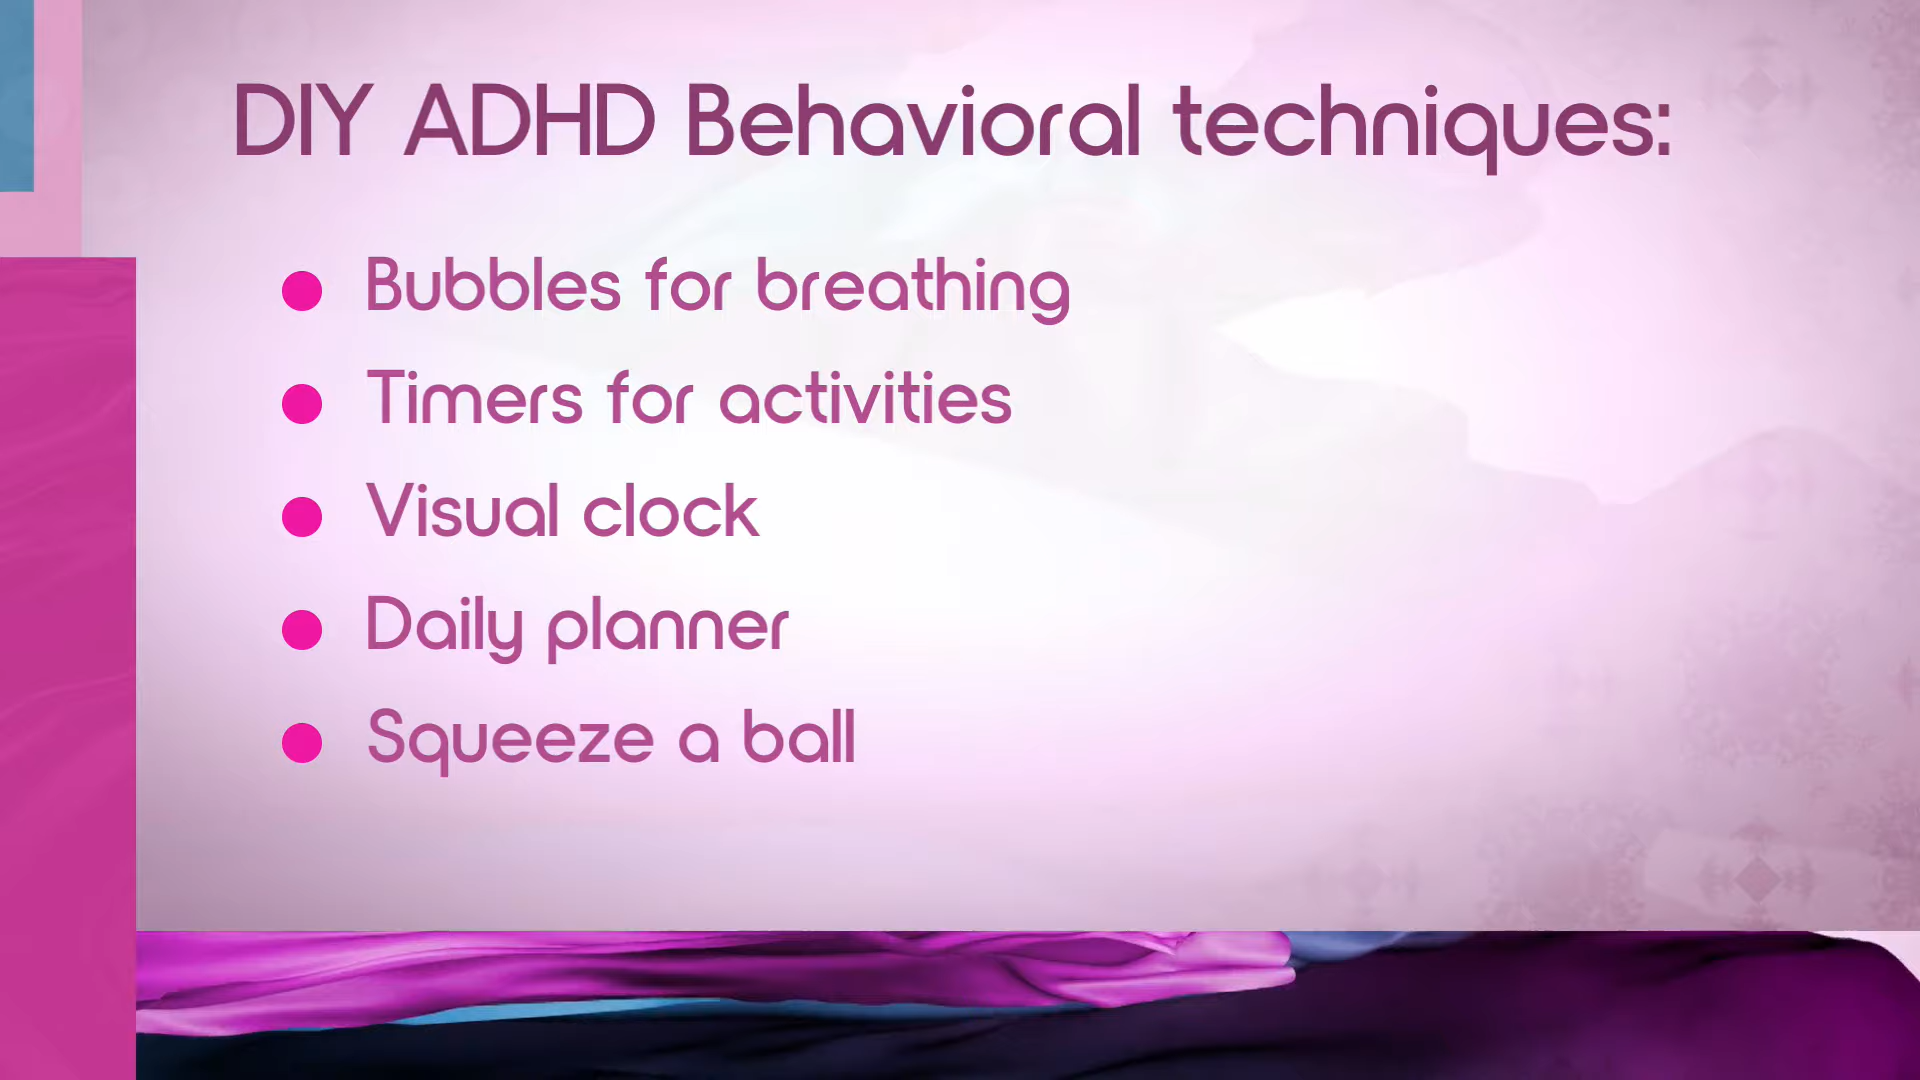 DIY ADHD Behavioral techniques:
Bubbles for breathing
Timers for activities
Visual clock
Daily planner
Squeeze a ball